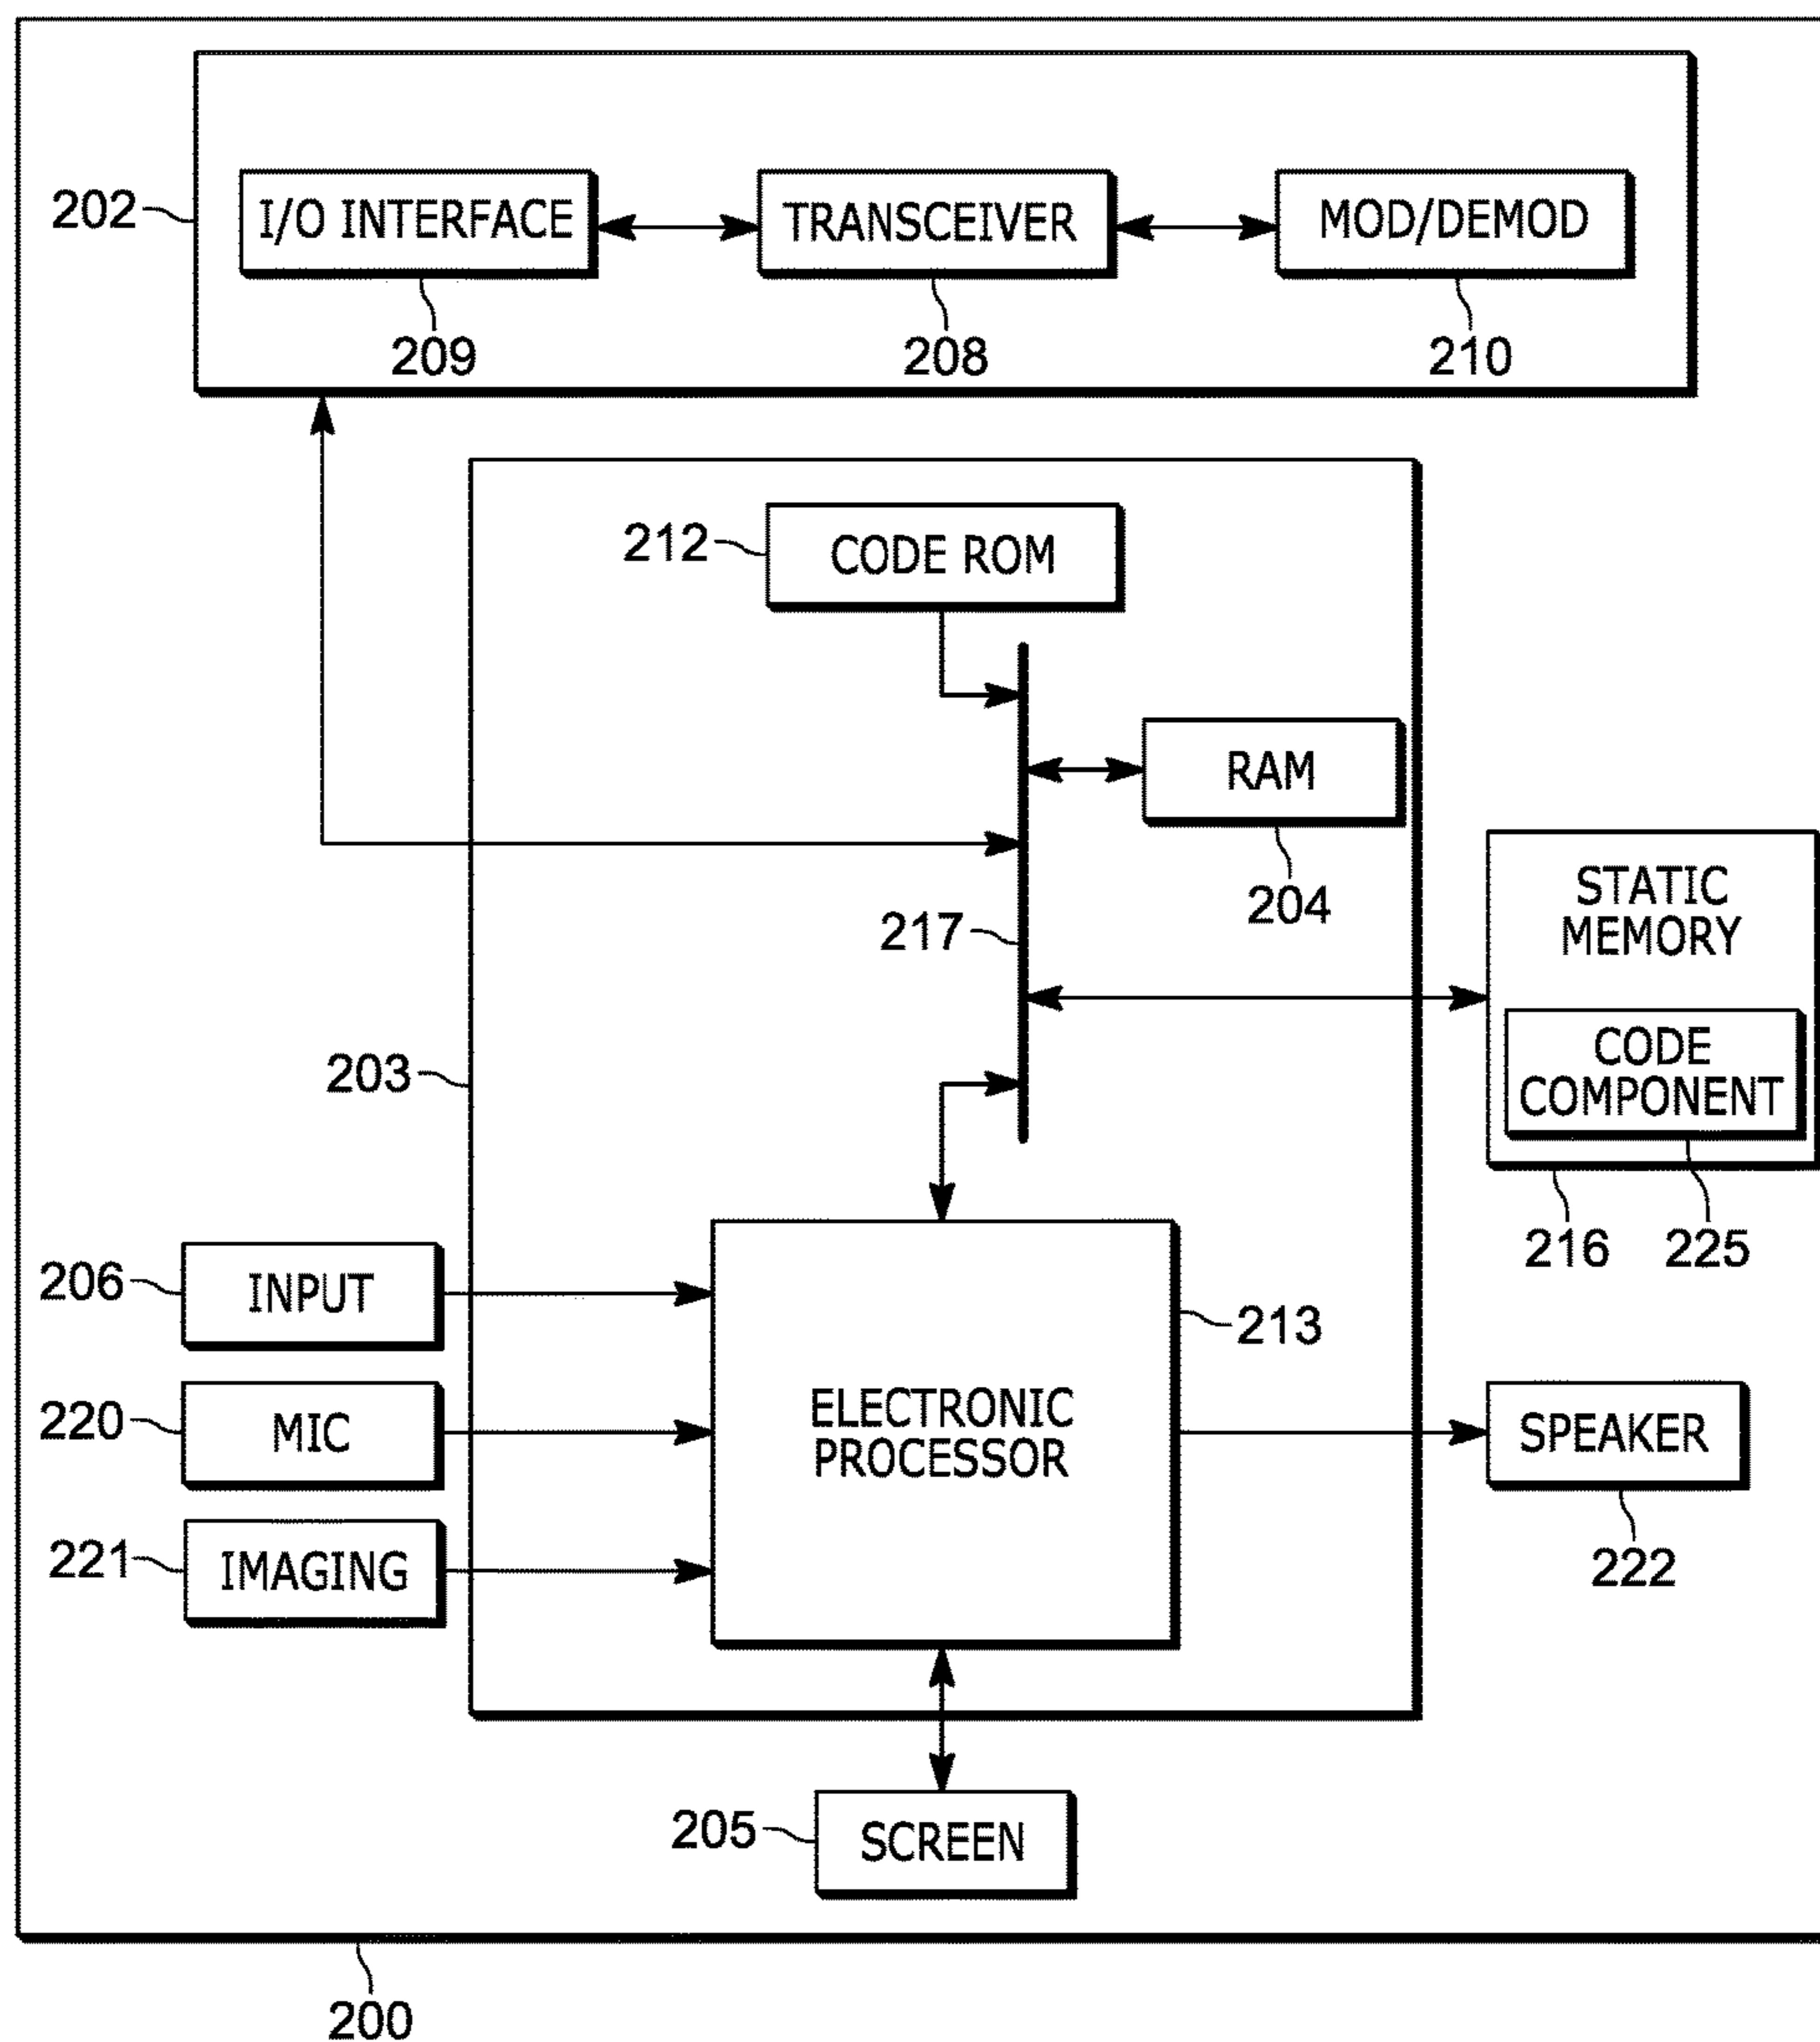 202
I/O INTERFACE
TRANSCEIVER
MOD/DEMOD
209
208
210
212
CODE ROM
RAM
204
217
STATIC
MEMORY
CODE
COMPONENT
203
216
225
206
INPUT
213
220
MIC
ELECTRONIC
PROCESSOR
SPEAKER
221
IMAGING
222
205
SCREEN
200